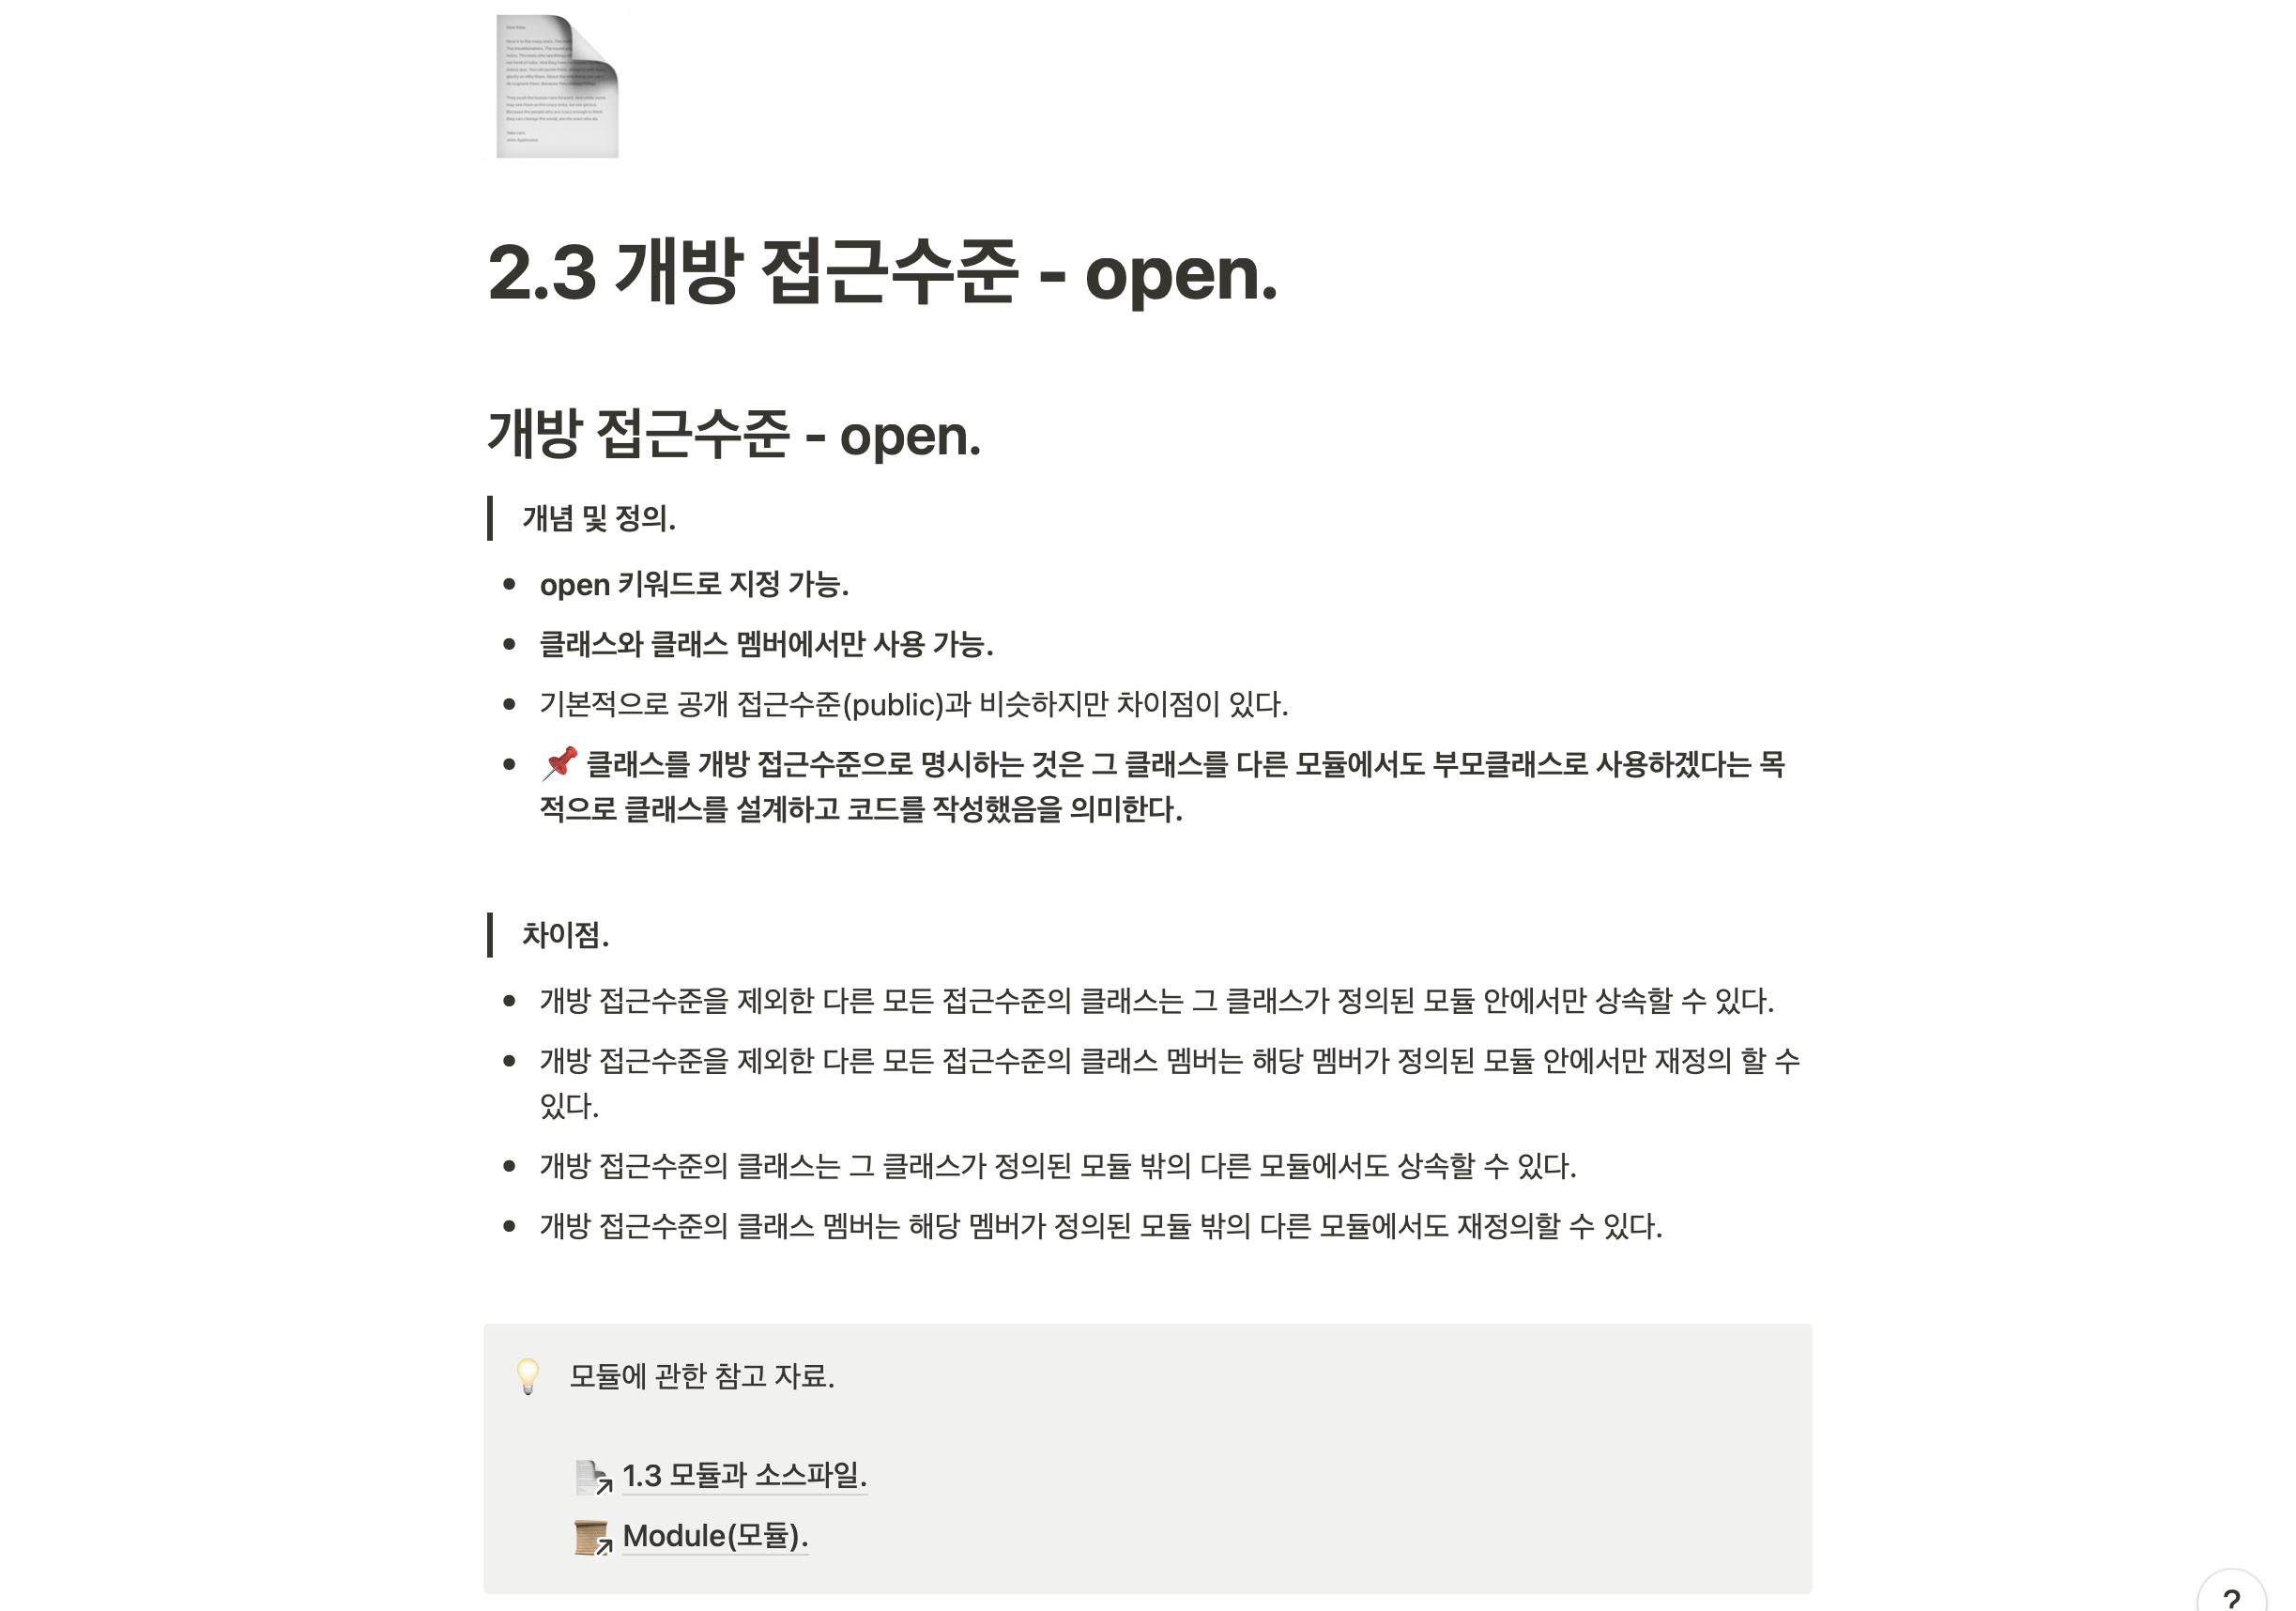 2.3 개방 접근수준 - open.
개방 접근수준 - open.
개념 및 정의.
• open 키워드로 지정 가능.
• 클래스와 클래스 멤버에서만 사용 가능.
• 기본적으로 공개 접근수준(public)과 비슷하지만 차이점이 있다.
• 📌 클래스를 개방 접근수준으로 명시하는 것은 그 클래스를 다른 모듈에서도 부모클래스로 사용하겠다는 목
적으로 클래스를 설계하고 코드를 작성했음을 의미한다.
차이점.
• 개방 접근수준을 제외한 다른 모든 접근수준의 클래스는 그 클래스가 정의된 모듈 안에서만 상속할 수 있다.
• 개방 접근수준을 제외한 다른 모든 접근수준의 클래스 멤버는 해당 멤버가 정의된 모듈 안에서만 재정의 할 수
있다.
• 개방 접근수준의 클래스는 그 클래스가 정의된 모듈 밖의 다른 모듈에서도 상속할 수 있다.
• 개방 접근수준의 클래스 멤버는 해당 멤버가 정의된 모듈 밖의 다른 모듈에서도 재정의할 수 있다.
💡 모듈에 관한 참고 자료.
1.3 모듈과 소스파일.
Module(모듈).
?